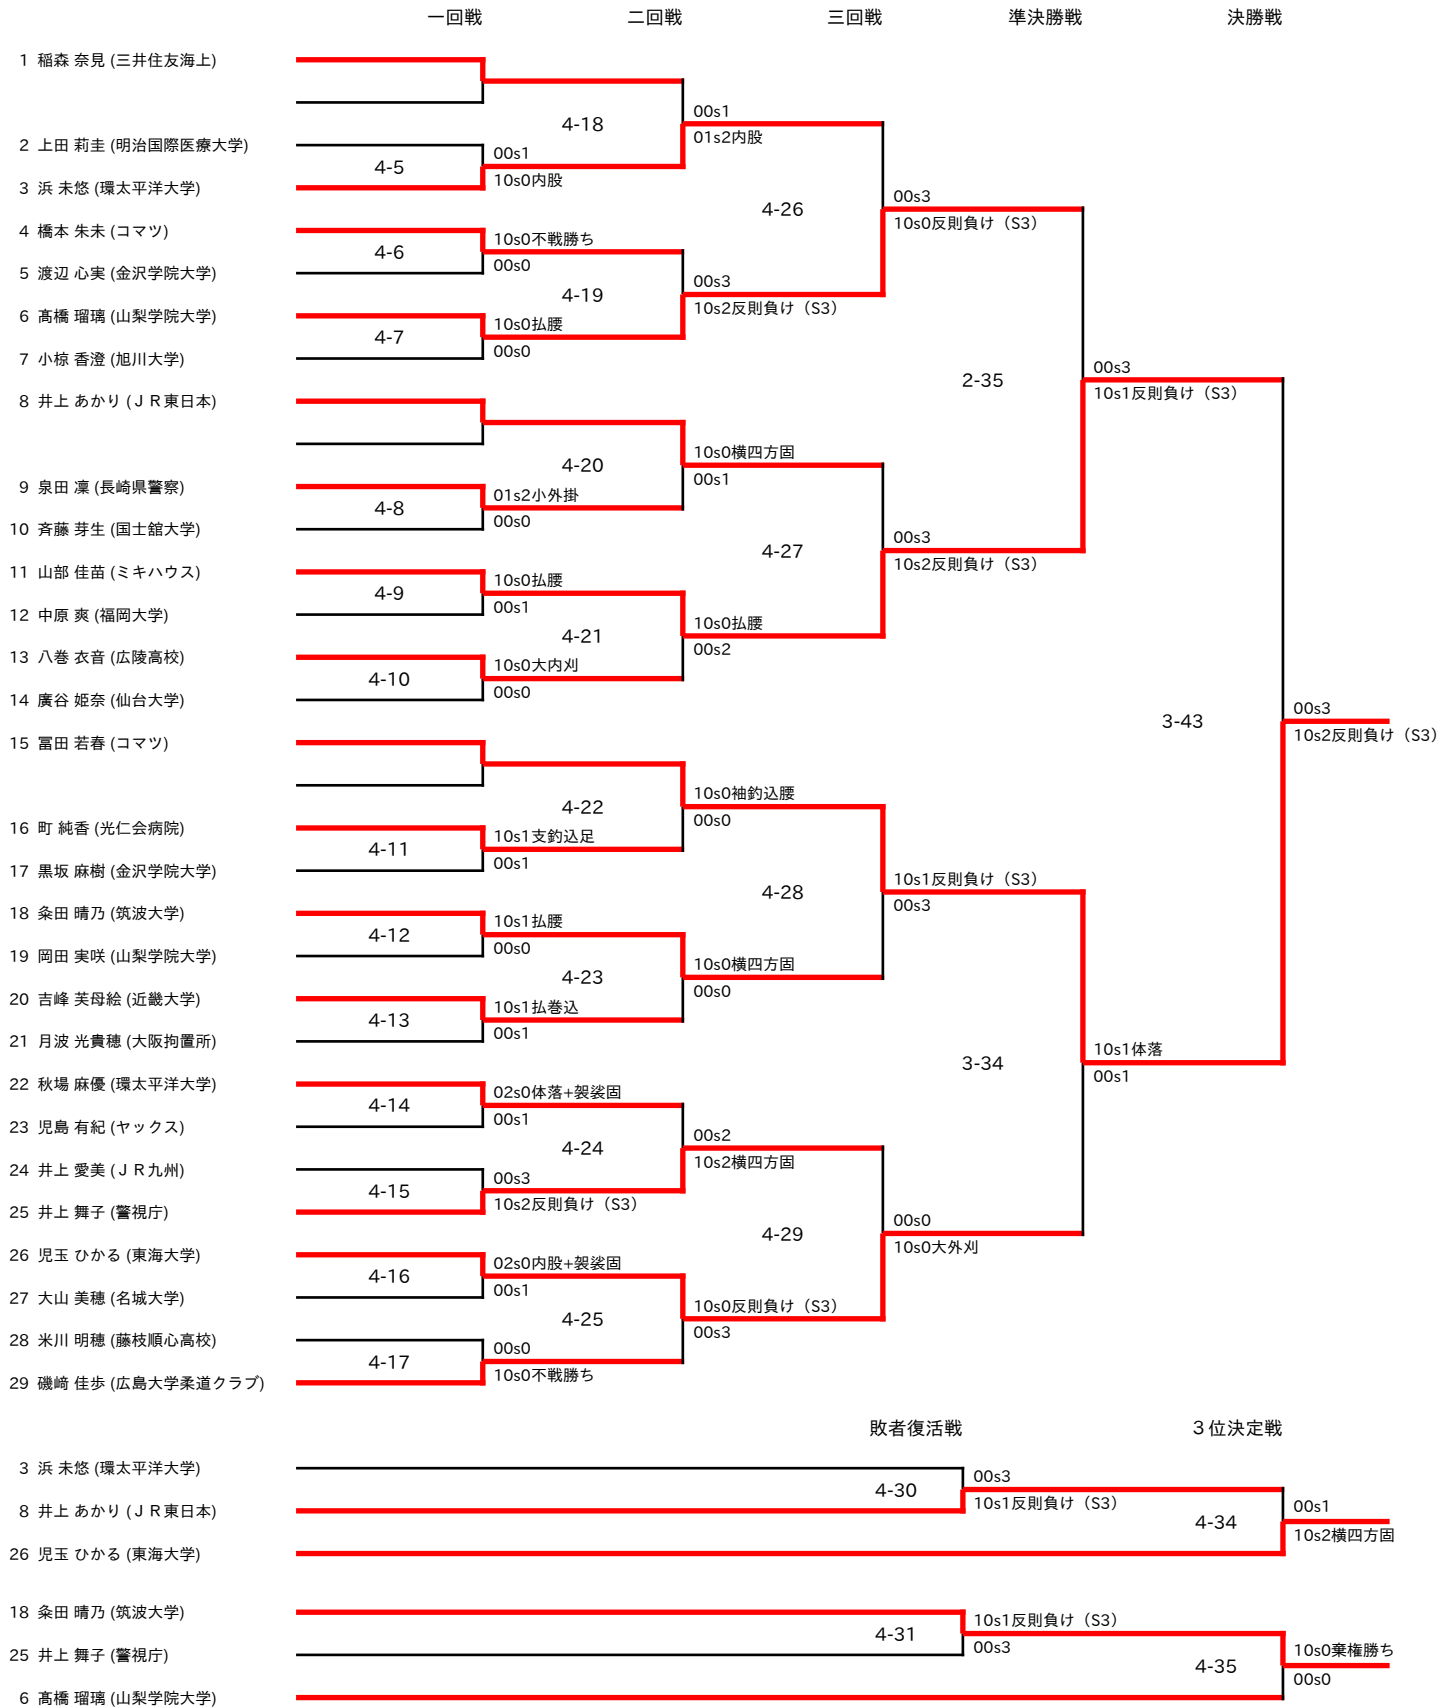 一回戦 二回戦 三回戦 準決勝戦 決勝戦
1 稲森 奈見 (三井住友海上)
00s1
4-18
01s2内股
2 上田 莉圭 (明治国際医療大学)
00s1
4-5
10s0内股
3 浜 未悠 (環太平洋大学)
00s3
4-26
10s0反則負け（S3）
4 橋本 朱未 (コマツ)
10s0不戦勝ち
4-6
00s0
5 渡辺 心実 (金沢学院大学)
00s3
4-19
10s2反則負け（S3）
6 髙橋 瑠璃 (山梨学院大学)
10s0払腰
4-7
00s0
7 小椋 香澄 (旭川大学)
00s3
2-35
10s1反則負け（S3）
8 井上 あかり (ＪＲ東日本)
10s0横四方固
4-20
00s1
9 泉田 凜 (長崎県警察)
01s2小外掛
4-8
00s0
10 斉藤 芽生 (国士舘大学)
00s3
4-27
10s2反則負け（S3）
11 山部 佳苗 (ミキハウス)
10s0払腰
4-9
00s1
12 中原 爽 (福岡大学)
10s0払腰
4-21
00s2
13 八巻 衣音 (広陵高校)
10s0大内刈
4-10
00s0
14 廣谷 姫奈 (仙台大学)
00s3
3-43
10s2反則負け（S3）
15 冨田 若春 (コマツ)
10s0袖釣込腰
4-22
00s0
16 町 純香 (光仁会病院)
10s1支釣込足
4-11
00s1
17 黒坂 麻樹 (金沢学院大学)
10s1反則負け（S3）
4-28
00s3
18 粂田 晴乃 (筑波大学)
10s1払腰
4-12
00s0
19 岡田 実咲 (山梨学院大学)
10s0横四方固
4-23
00s0
20 吉峰 芙母絵 (近畿大学)
10s1払巻込
4-13
00s1
21 月波 光貴穂 (大阪拘置所)
10s1体落
3-34
00s1
22 秋場 麻優 (環太平洋大学)
02s0体落+袈裟固
4-14
00s1
23 児島 有紀 (ヤックス)
00s2
4-24
10s2横四方固
24 井上 愛美 (ＪＲ九州)
00s3
4-15
10s2反則負け（S3）
25 井上 舞子 (警視庁)
00s0
4-29
10s0大外刈
26 児玉 ひかる (東海大学)
02s0内股+袈裟固
4-16
00s1
27 大山 美穂 (名城大学)
10s0反則負け（S3）
4-25
00s3
28 米川 明穂 (藤枝順心高校)
00s0
4-17
10s0不戦勝ち
29 磯崎 佳歩 (広島大学柔道クラブ)
敗者復活戦 ３位決定戦
3 浜 未悠 (環太平洋大学)
00s3
4-30
10s1反則負け（S3）
8 井上 あかり (ＪＲ東日本)
00s1
4-34
10s2横四方固
26 児玉 ひかる (東海大学)
18 粂田 晴乃 (筑波大学)
10s1反則負け（S3）
4-31
00s3
25 井上 舞子 (警視庁)
10s0棄権勝ち
4-35
00s0
6 髙橋 瑠璃 (山梨学院大学)